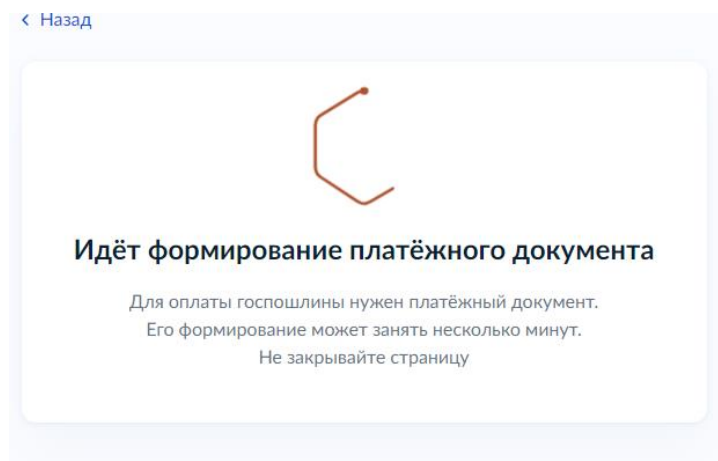 Назад
Идёт формирование платёжного документа
Для оплаты госпошлины нужен платёжный документ.
Его формирование может занять несколько минут.
Не закрывайте страницу